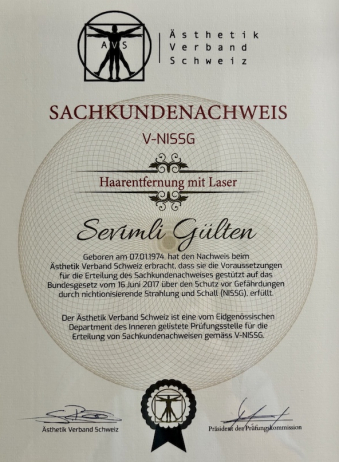 AVS
Ästhetik
Verband
Schweiz
SACHKUNDENACHWEIS
V-NISSG
Haarentfernung mit Laser
Sevimli Gülten
Geboren am 07.01.1974. hat den Nachweis beim
Ästhetik Verband Schweiz erbracht, dass sie die Voraussetzungen
für die Erteilung des Sachkundenachweises gestützt auf das
Bundesgesetz vom 16 Juni 2017 über den Schutz vor Gefährdungen
durch nichtionisierende Strahlung und Schall (NISSG), erfüllt.
Der Ästhetik Verband Schweiz ist eine vom Eidgenössischen
Department des Inneren gelistete Prüfungsstelle für die
Erteilung von Sachkundenachweisen gemäss V-NISSG.
Ästhetik Verband Schweiz
Präsident der Prüfungskommission